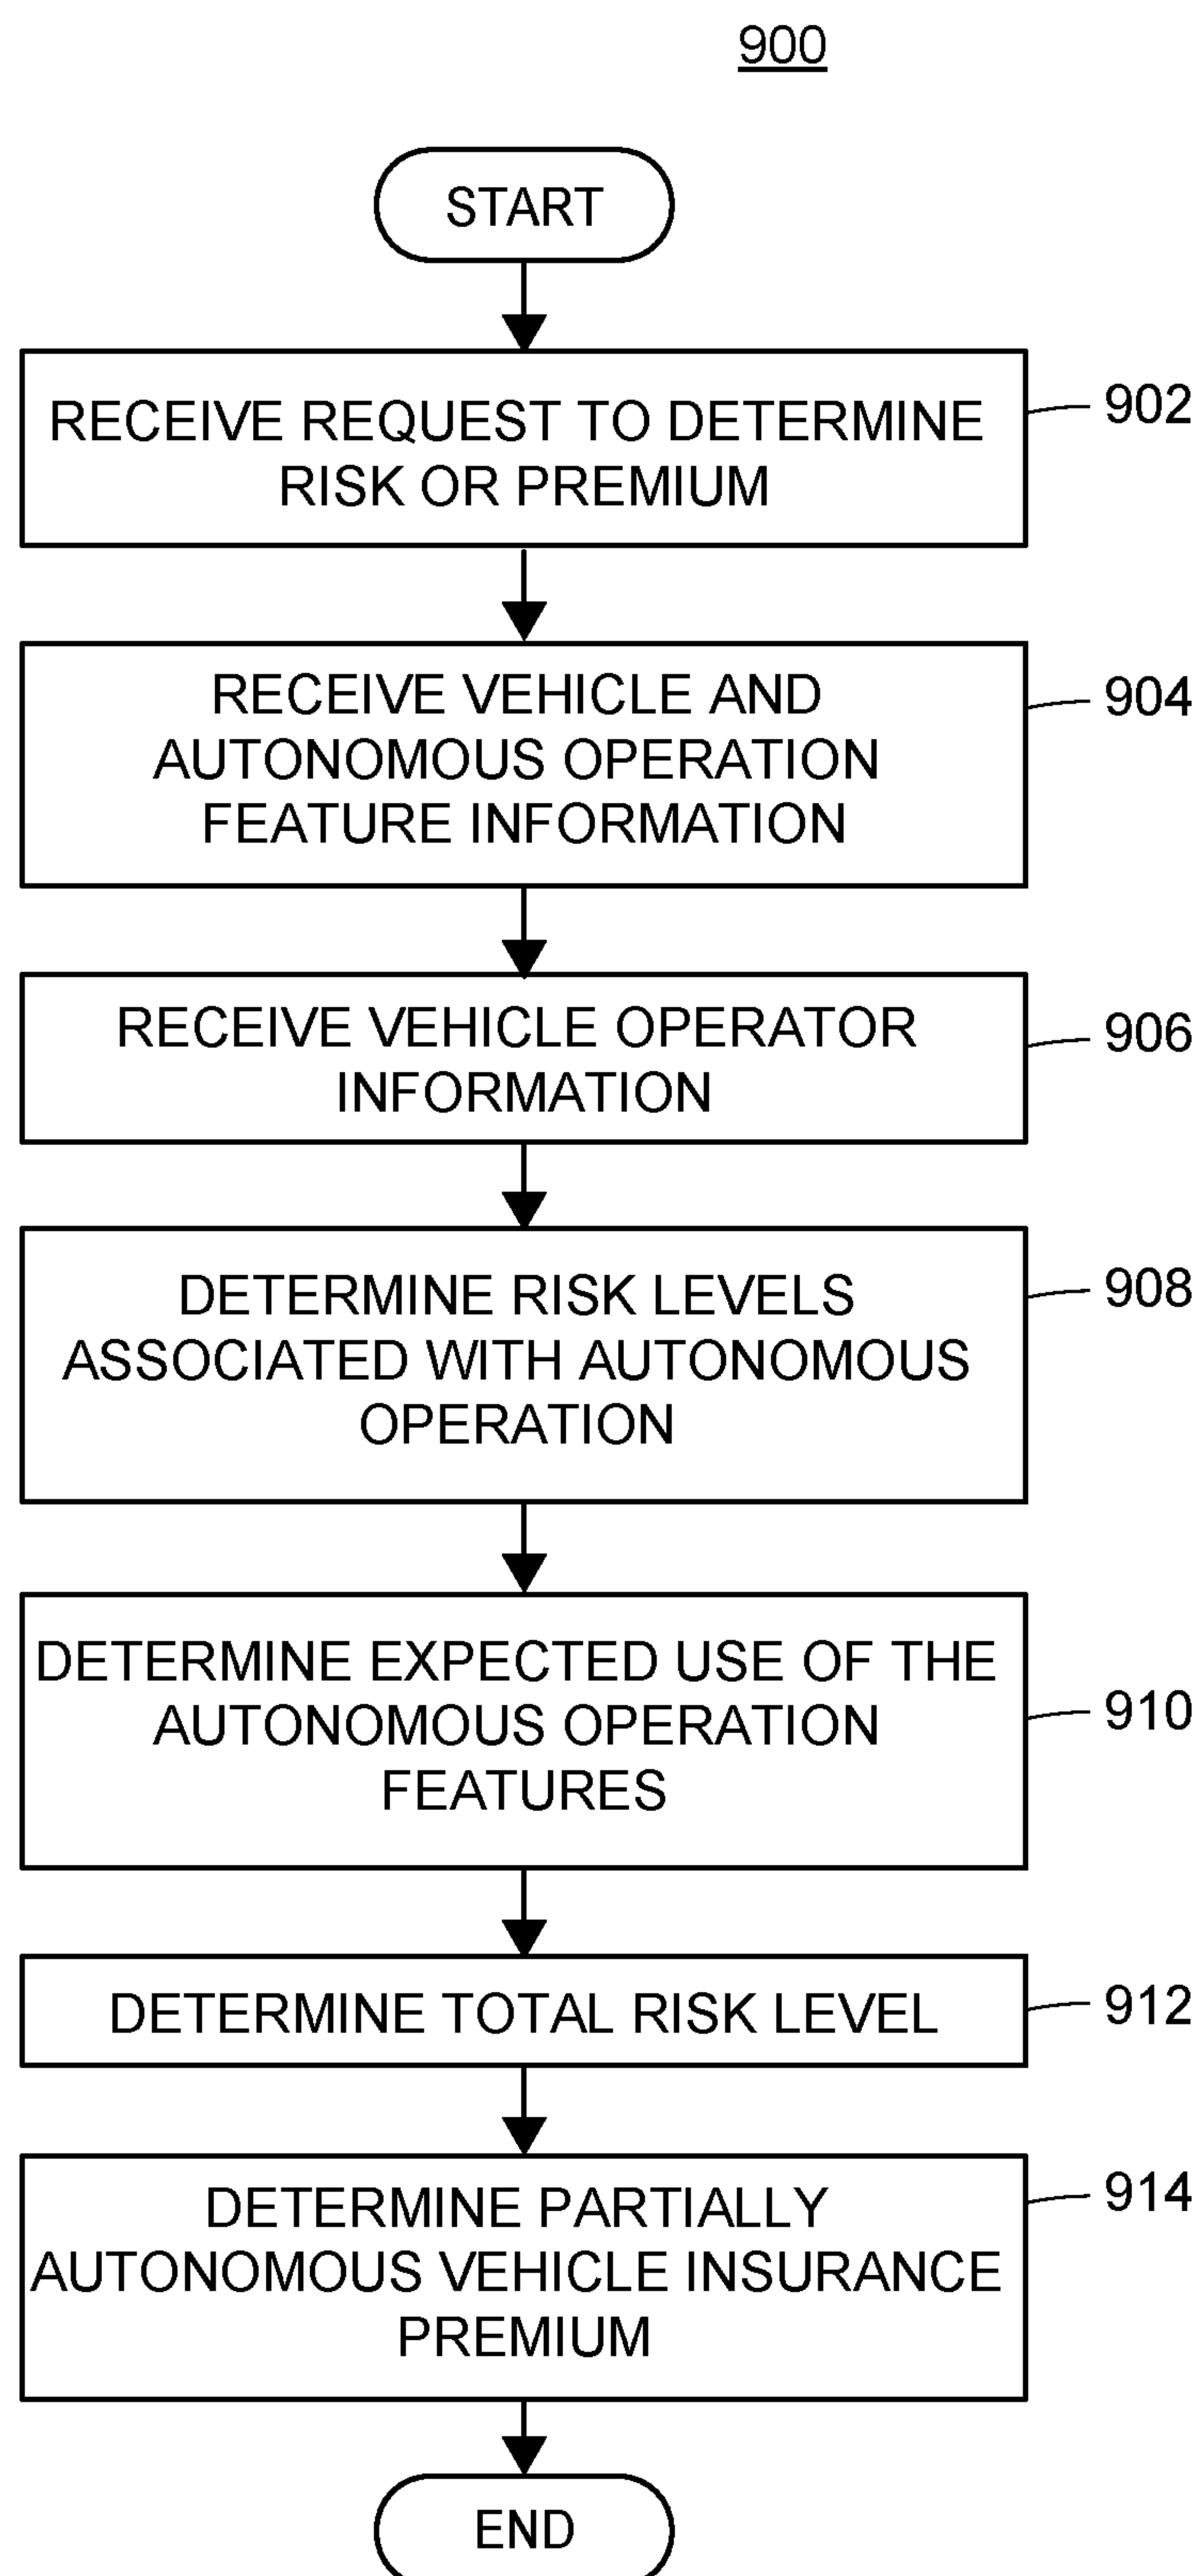 900
START
RECEIVE REQUEST TO DETERMINE
RISK OR PREMIUM
902
RECEIVE VEHICLE AND
AUTONOMOUS OPERATION
FEATURE INFORMATION
904
RECEIVE VEHICLE OPERATOR
INFORMATION
906
DETERMINE RISK LEVELS
ASSOCIATED WITH AUTONOMOUS
OPERATION
908
DETERMINE EXPECTED USE OF THE
AUTONOMOUS OPERATION
FEATURES
910
DETERMINE TOTAL RISK LEVEL
912
DETERMINE PARTIALLY
AUTONOMOUS VEHICLE INSURANCE
PREMIUM
914
END